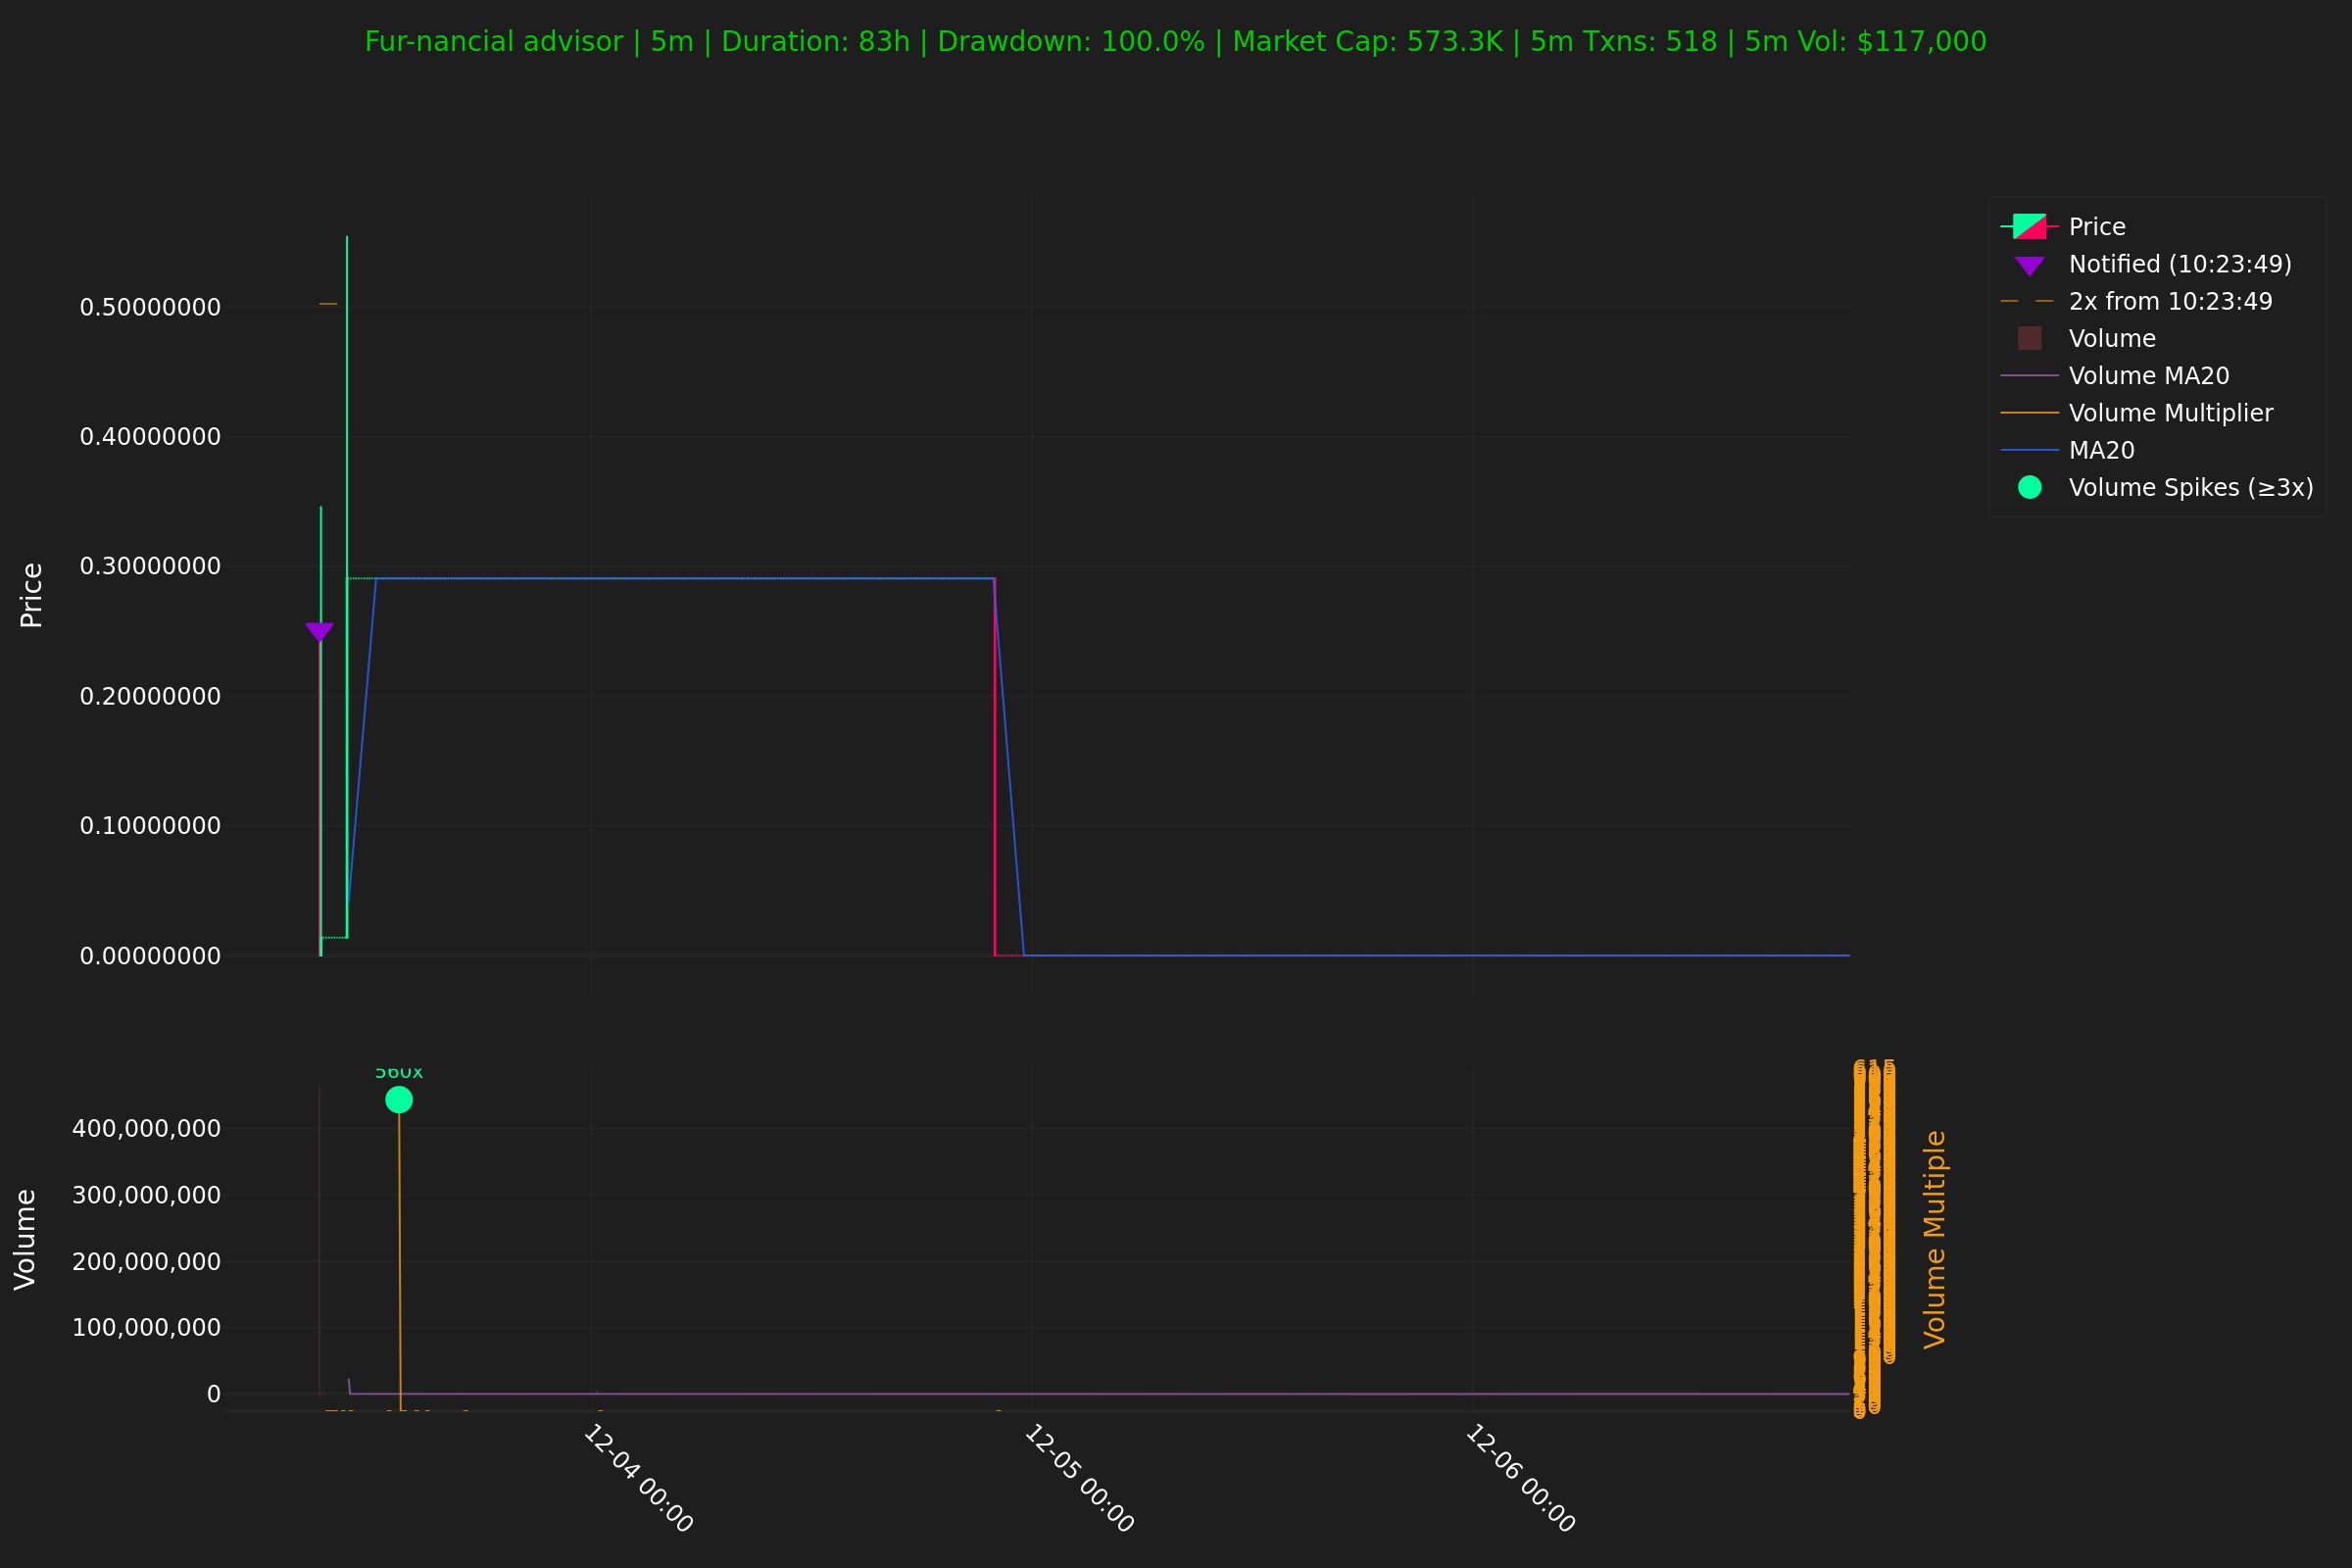 Fur-nancial advisor | 5m | Duration: 83h | Drawdown: 100.0% | Market Cap: 573.3K | 5m Txns: 518 | 5m Vol: $117,000
Price
0.50000000
0.40000000
0.30000000
0.20000000
0.10000000
0.00000000
Price
Notified (10:23:49)
2x from 10:23:49
Volume
Volume MA20
Volume Multiplier
MA20
Volume Spikes (≥3x)
560x
Volume
400,000,000
300,000,000
200,000,000
100,000,000
0
Volume Multiple
12-04 00:00
12-05 00:00
12-06 00:00